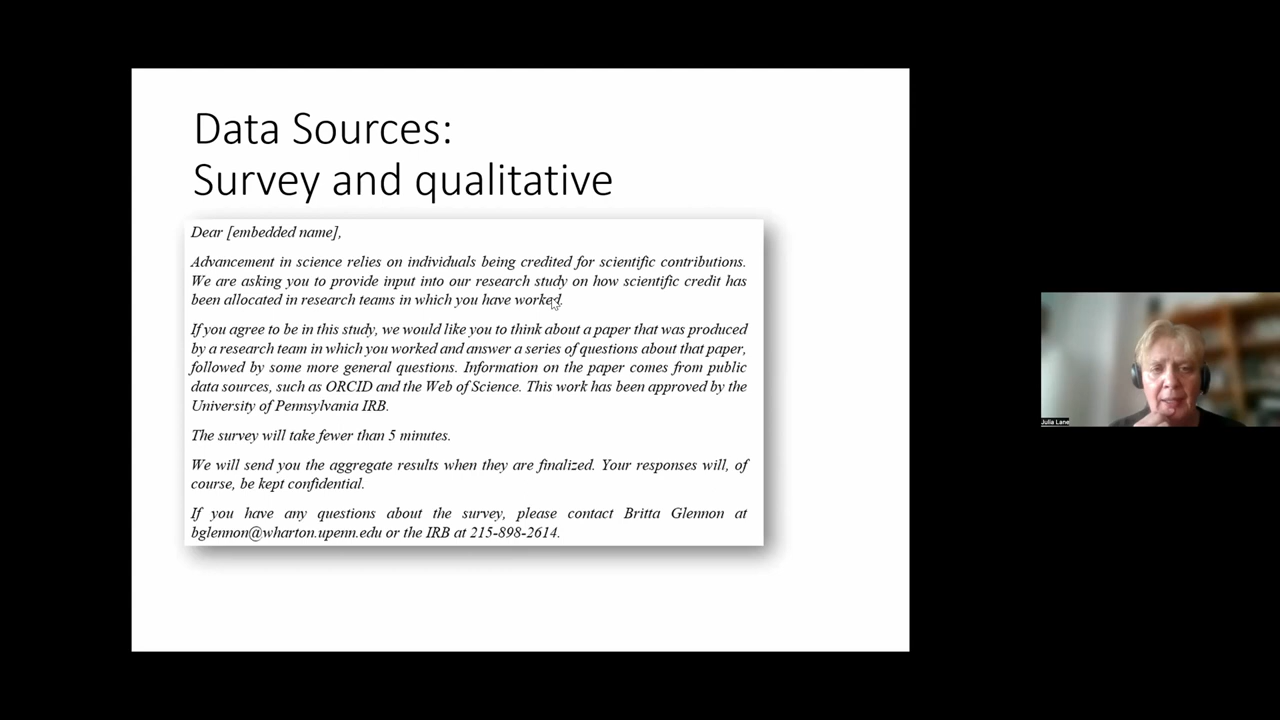 Data Sources:
Survey and qualitative
Dear [embedded name],
Advancement in science relies on individuals being credited for scientific contributions.
We are asking you to provide input into our research study on how scientific credit has
been allocated in research teams in which you have worked.
If you agree to be in this study, we would like you to think about a paper that was produced
by a research team in which you worked and answer a series of questions about that paper,
followed by some more general questions. Information on the paper comes from public
data sources, such as ORCID and the Web of Science. This work has been approved by the
University of Pennsylvania IRB.
The survey will take fewer than 5 minutes.
We will send you the aggregate results when they are finalized. Your responses will, of
course, be kept confidential.
If you have any questions about the survey, please contact Britta Glennon at
bglennon@wharton.upenn.edu or the IRB at 215-898-2614.
Julia Lane